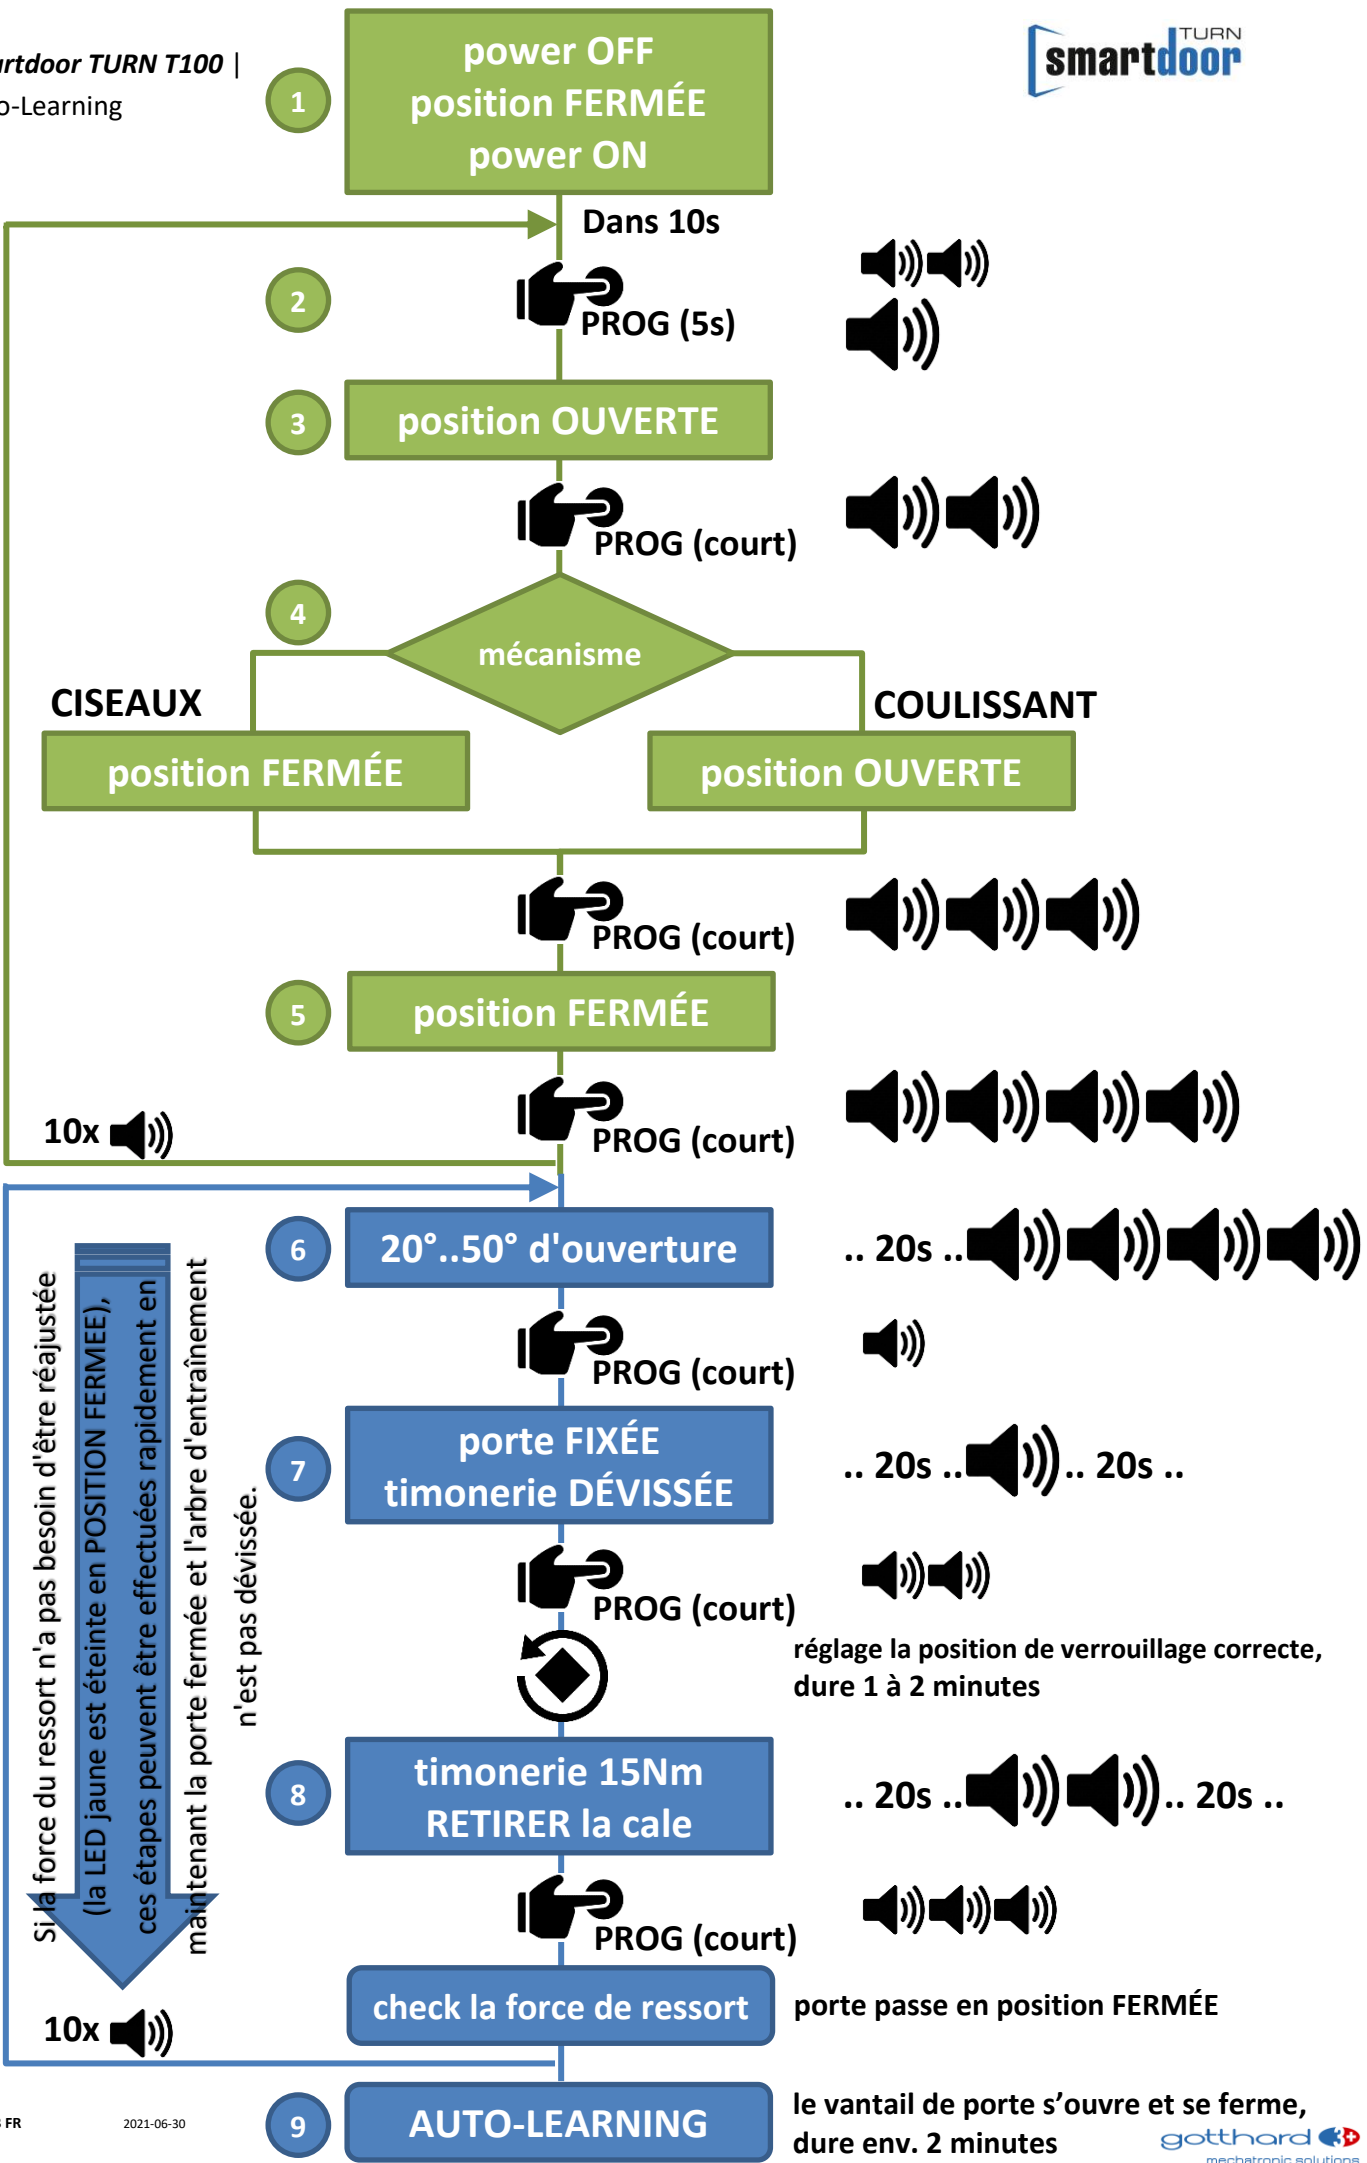 artdoor TURN T100 |
o-Learning
TURN
smartdoor
1
power OFF
position FERMÉE
power ON
Dans 10s
2
PROG (5s)
3
position OUVERTE
PROG (court)
4
mécanisme
CISEAUX
COULISSANT
position FERMÉE
position OUVERTE
PROG (court)
5
position FERMÉE
PROG (court)
10x
6
20°..50° d'ouverture
.. 20s ..
PROG (court)
7
porte FIXÉE
timonerie DÉVISSÉE
.. 20s .. .. 20s ..
PROG (court)
réglage la position de verrouillage correcte,
dure 1 à 2 minutes
8
timonerie 15Nm
RETIRER la cale
.. 20s .. .. 20s ..
PROG (court)
Si la force du ressort n'a pas besoin d'être réajustée
(la LED jaune est éteinte en POSITION FERMEE),
ces étapes peuvent être effectuées rapidement en
maintenant la porte fermée et l'arbre d'entraînement
n'est pas dévissée.
check la force de ressort
porte passe en position FERMÉE
10x
9
AUTO-LEARNING
le vantail de porte s’ouvre et se ferme,
dure env. 2 minutes
FR
2021-06-30
gotthard 3
mechatronic solutions